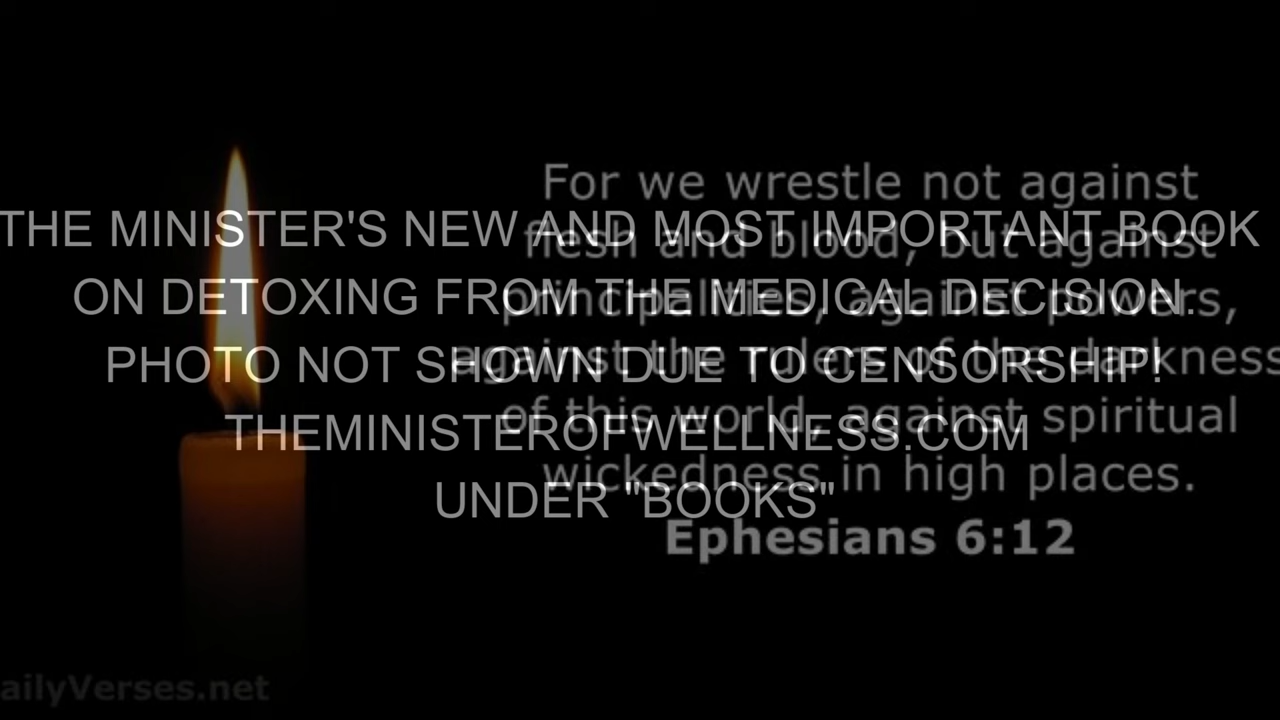 THE MINISTER'S NEW AND MOST IMPORTANT BOOK
ON DETOXING FROM THE MEDICAL DECISION.
PHOTO NOT SHOWN DUE TO CENSORSHIP!
THEMINISTEROFWELLNESS.COM
UNDER "BOOKS"
For we wrestle not against
flesh and blood, but against
principalities, against powers,
against the rulers of the darkness
of this world, against spiritual
wickedness in high places.
Ephesians 6:12
ailyVerses.net